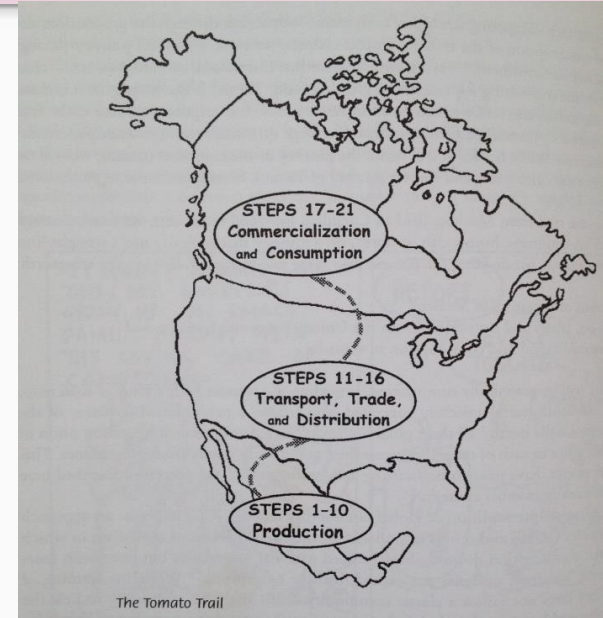 STEPS 17-21
Commercialization
and Consumption
STEPS 11-16
Transport, Trade,
and Distribution
STEPS 1-10
Production
The Tomato Trail